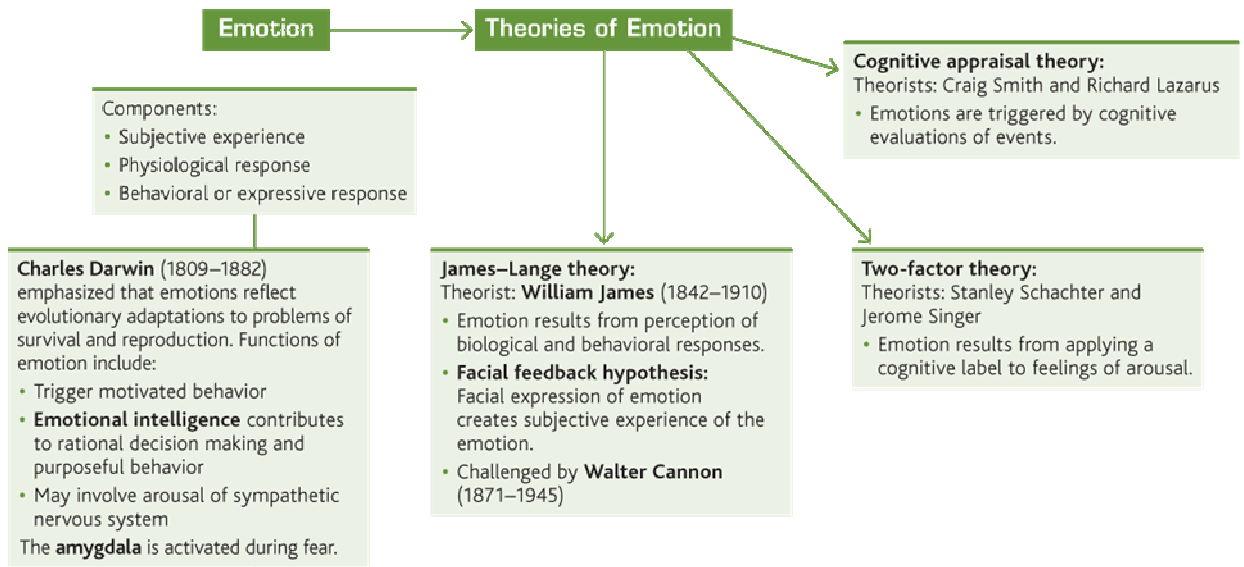 Emotion
Theories of Emotion
Components:
• Subjective experience
• Physiological response
• Behavioral or expressive response
Charles Darwin (1809–1882)
emphasized that emotions reflect
evolutionary adaptations to problems of
survival and reproduction. Functions of
emotion include:
• Trigger motivated behavior
• Emotional intelligence contributes
to rational decision making and
purposeful behavior
• May involve arousal of sympathetic
nervous system
The amygdala is activated during fear.
James–Lange theory:
Theorist: William James (1842–1910)
• Emotion results from perception of
biological and behavioral responses.
• Facial feedback hypothesis:
Facial expression of emotion
creates subjective experience of the
emotion.
• Challenged by Walter Cannon
(1871–1945)
Cognitive appraisal theory:
Theorists: Craig Smith and Richard Lazarus
• Emotions are triggered by cognitive
evaluations of events.
Two-factor theory:
Theorists: Stanley Schachter and
Jerome Singer
• Emotion results from applying a
cognitive label to feelings of arousal.